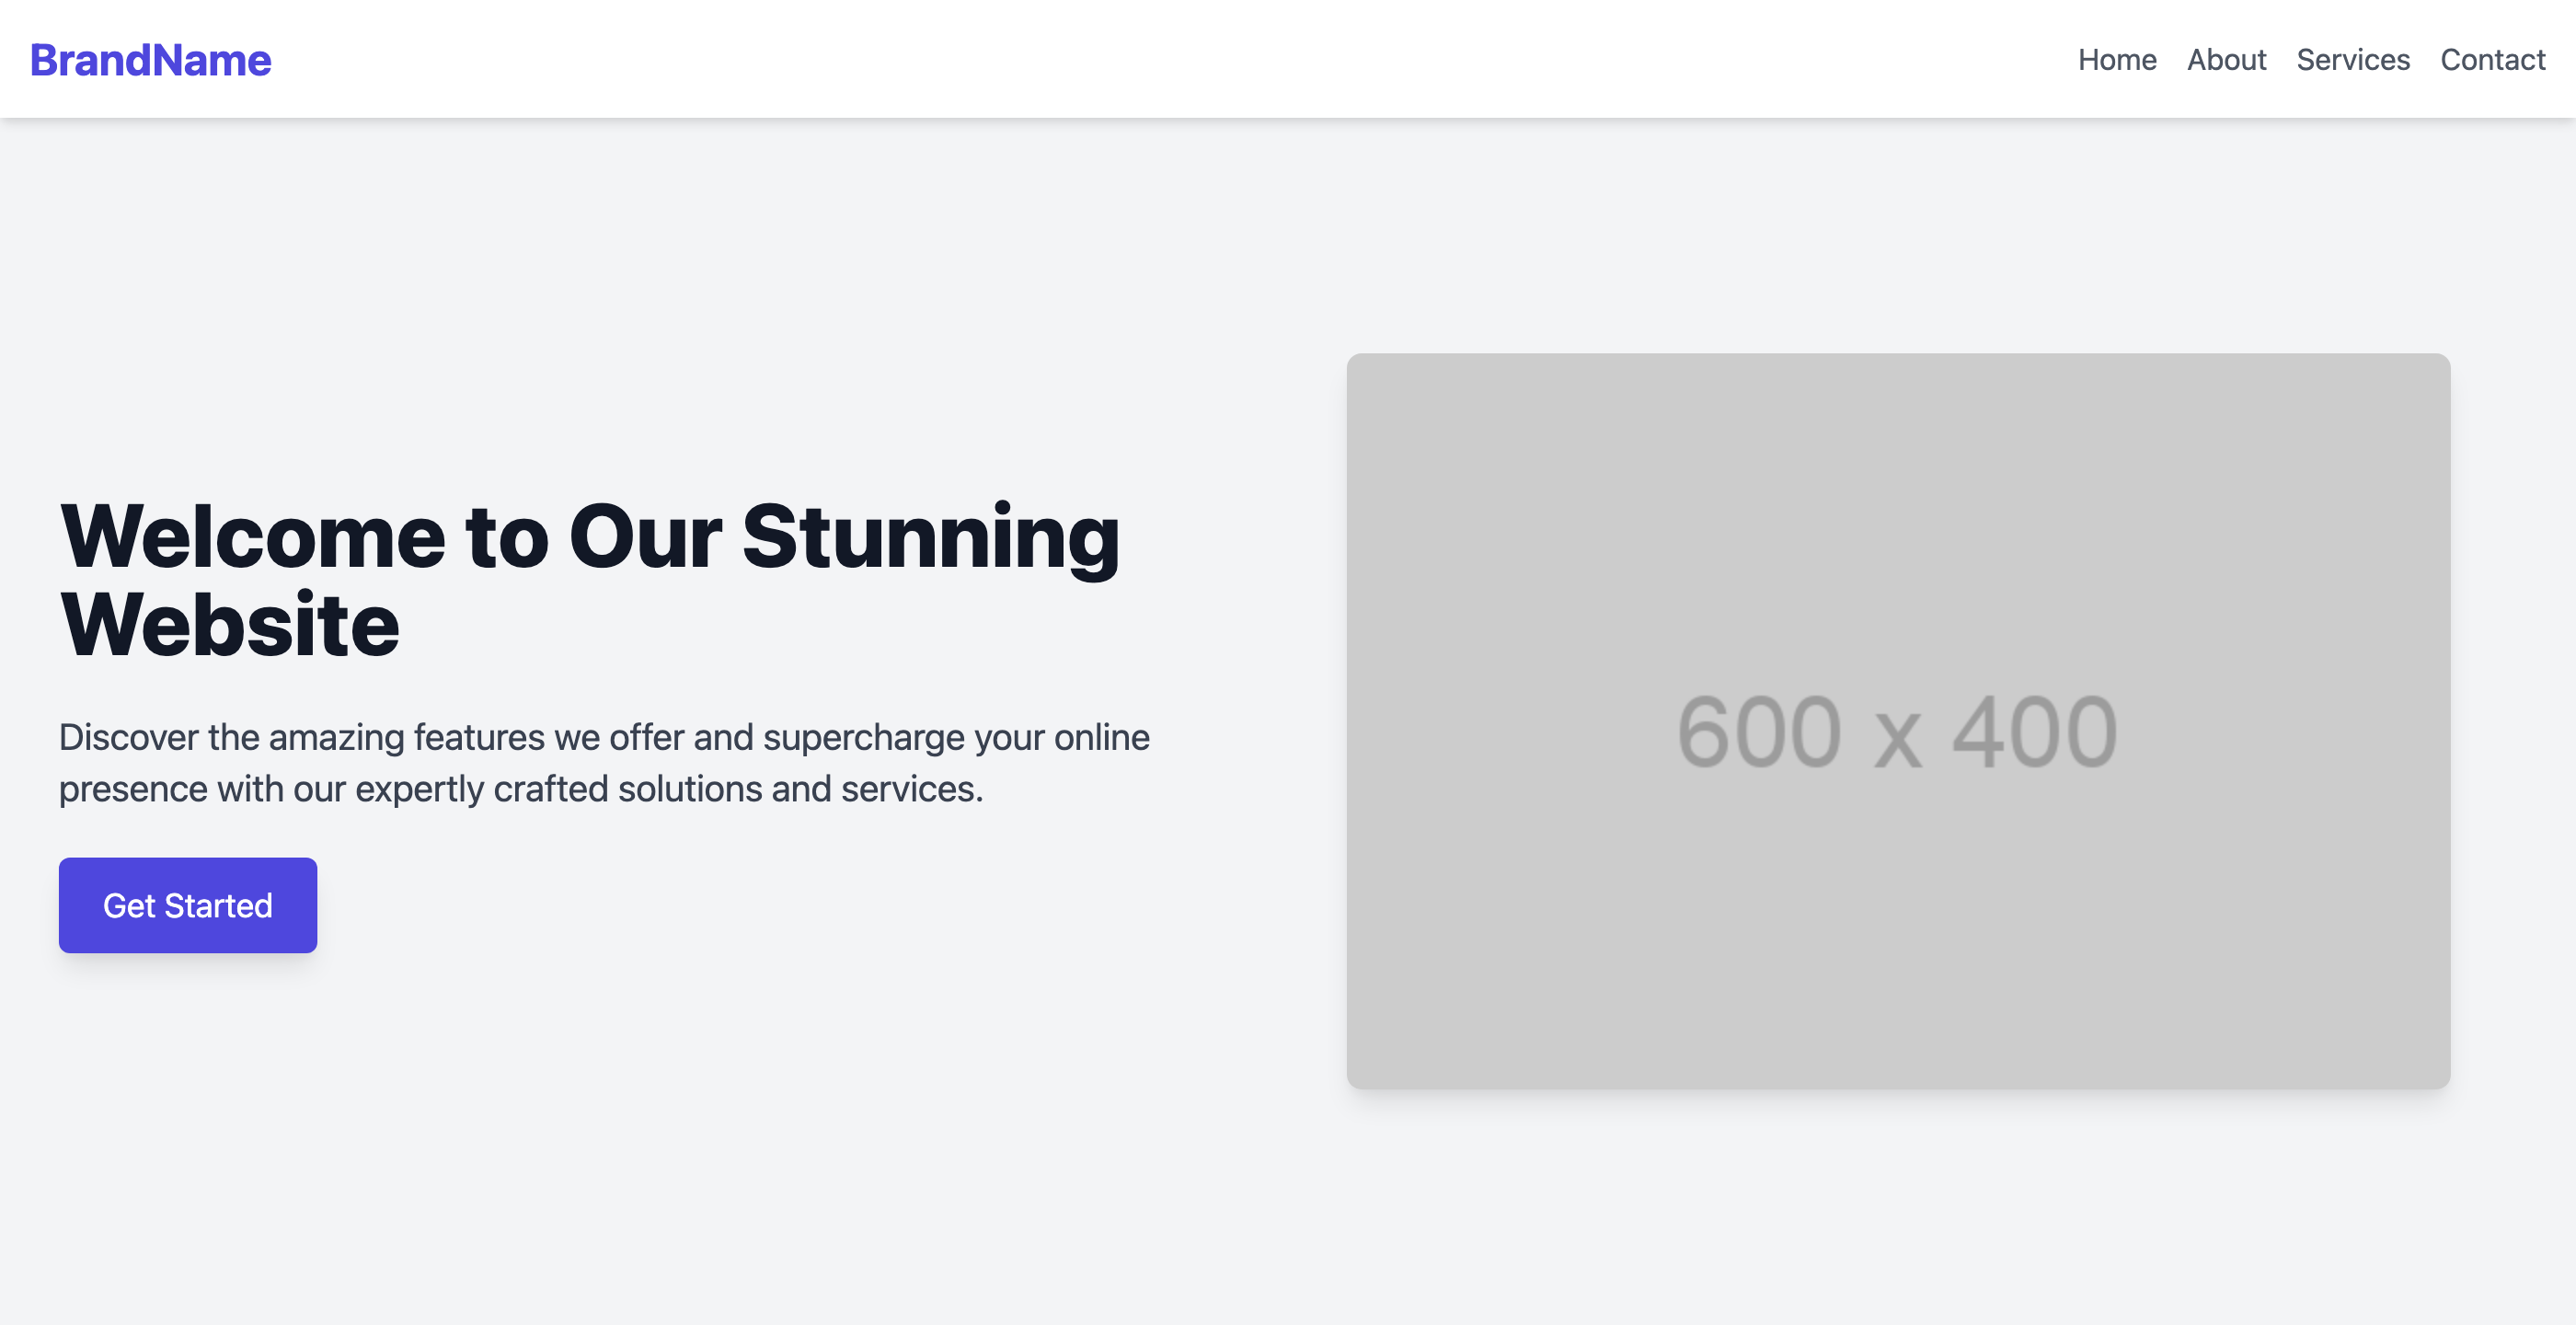 BrandName
Home About Services Contact
Welcome to Our Stunning
Website
Discover the amazing features we offer and supercharge your online
presence with our expertly crafted solutions and services.
Get Started
600 x 400